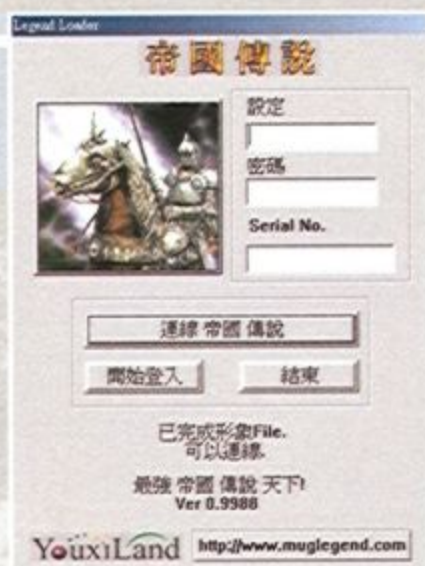 Legend Loader
帝國傳說
設定
密碼
Serial No.
連線 帝國 傳說
開始登入
結束
已完成形象File.
可以連線.
最強 帝國 傳說 天下!
Ver 0.9988
YouxiLand
http://www.muglegend.com